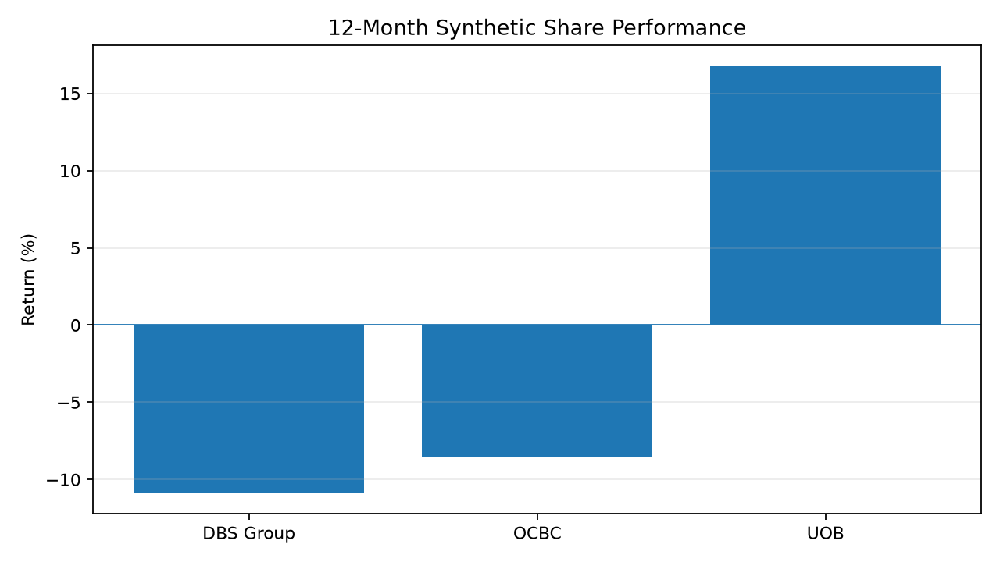 12-Month Synthetic Share Performance
Return (%)
15
10
5
0
−5
−10
DBS Group
OCBC
UOB